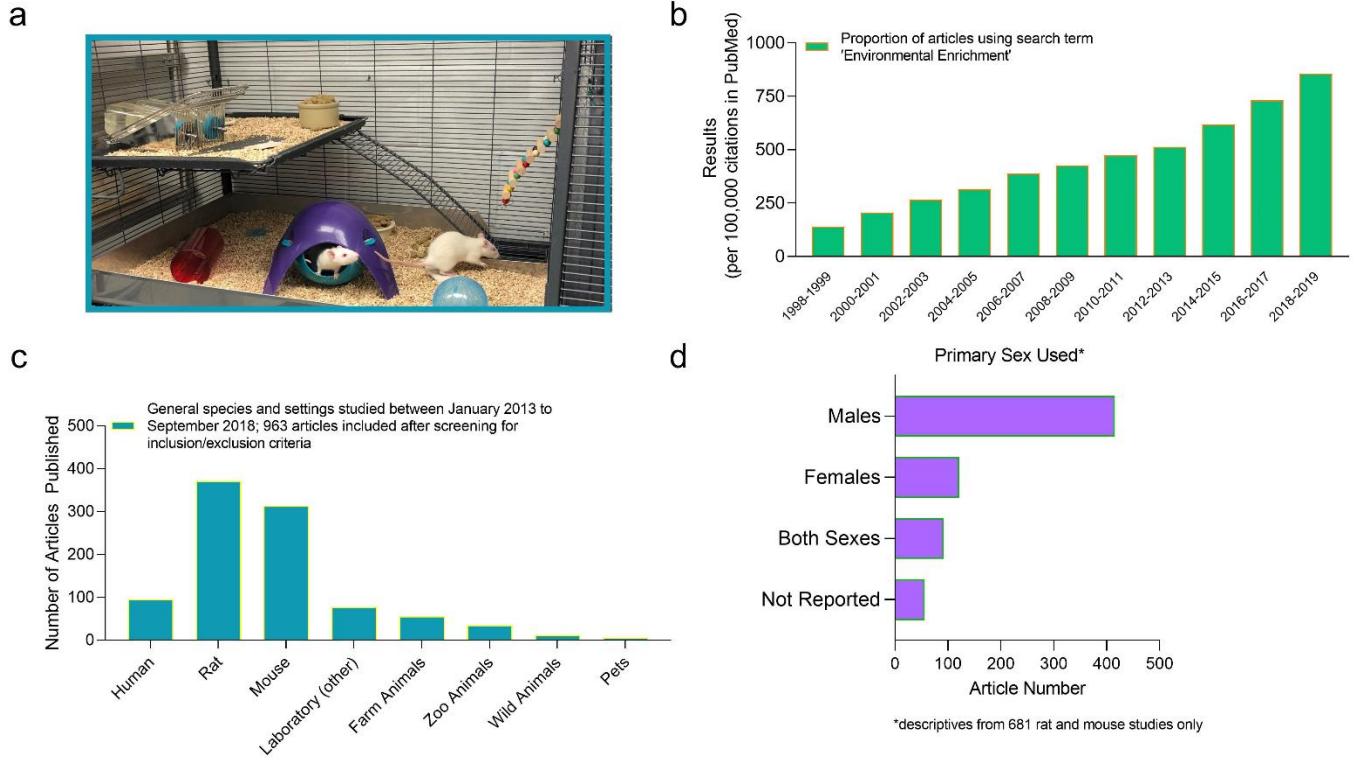 a
b
Proportion of articles using search term
'Environmental Enrichment'
Results
(per 100,000 citations in PubMed)
1000
750
500
250
0
1998-1999
2000-2001
2002-2003
2004-2005
2006-2007
2008-2009
2010-2011
2012-2013
2014-2015
2016-2017
2018-2019
c
General species and settings studied between January 2013 to
September 2018; 963 articles included after screening for
inclusion/exclusion criteria
Number of Articles Published
500
400
300
200
100
0
Human
Rat
Mouse
Laboratory (other)
Farm Animals
Zoo Animals
Wild Animals
Pets
d
Primary Sex Used*
Males
Females
Both Sexes
Not Reported
0 100 200 300 400 500
Article Number
*descriptives from 681 rat and mouse studies only